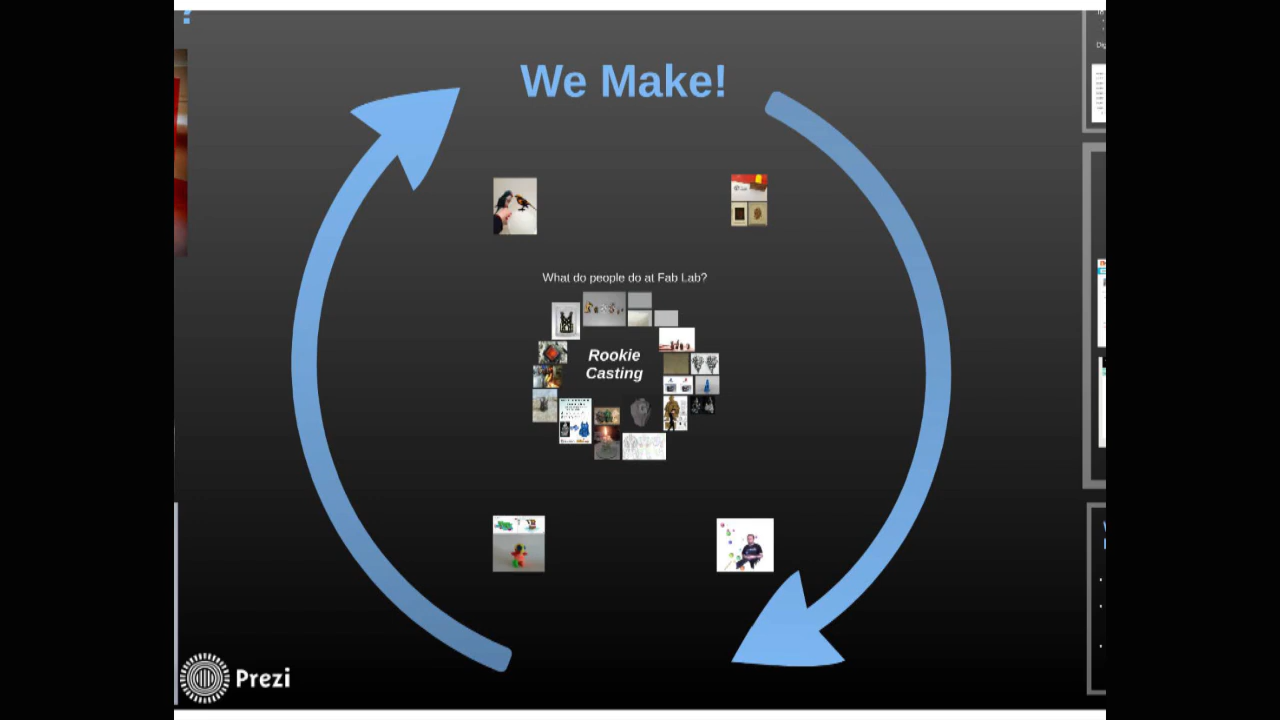 ?
We Make!
What do people do at Fab Lab?
Rookie
Casting
Prezi